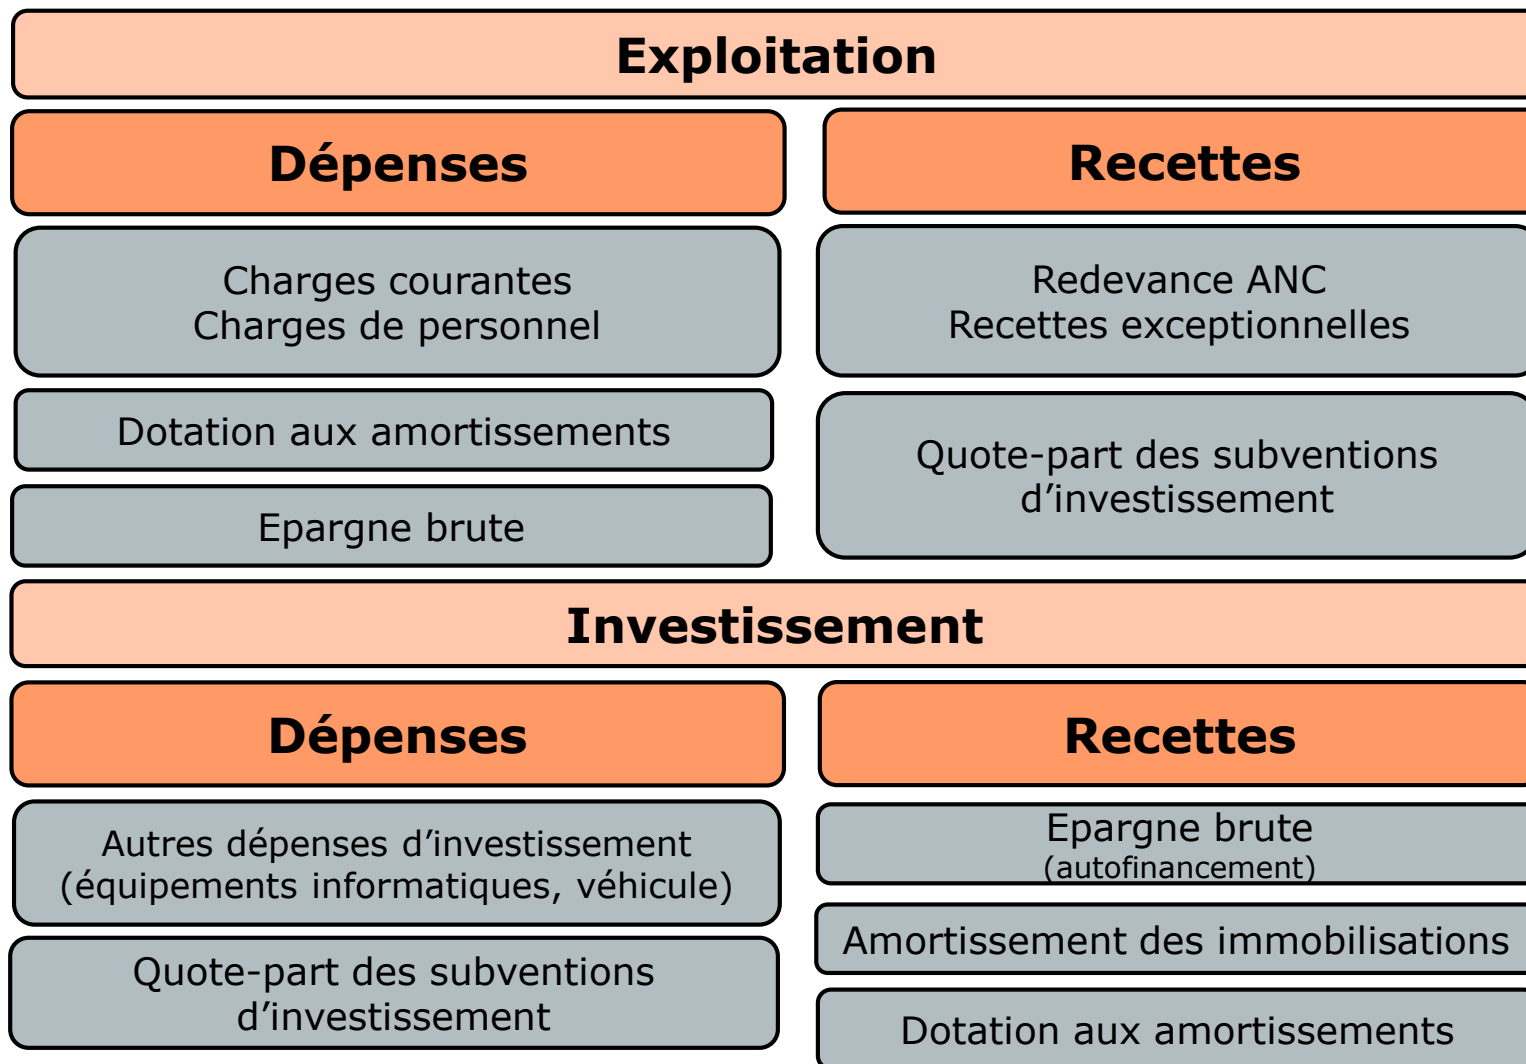 Exploitation
Dépenses
Recettes
Charges courantes
Charges de personnel
Redevance ANC
Recettes exceptionnelles
Dotation aux amortissements
Quote-part des subventions
d’investissement
Epargne brute
Investissement
Dépenses
Recettes
Autres dépenses d’investissement
(équipements informatiques, véhicule)
Epargne brute
(autofinancement)
Amortissement des immobilisations
Quote-part des subventions
d’investissement
Dotation aux amortissements